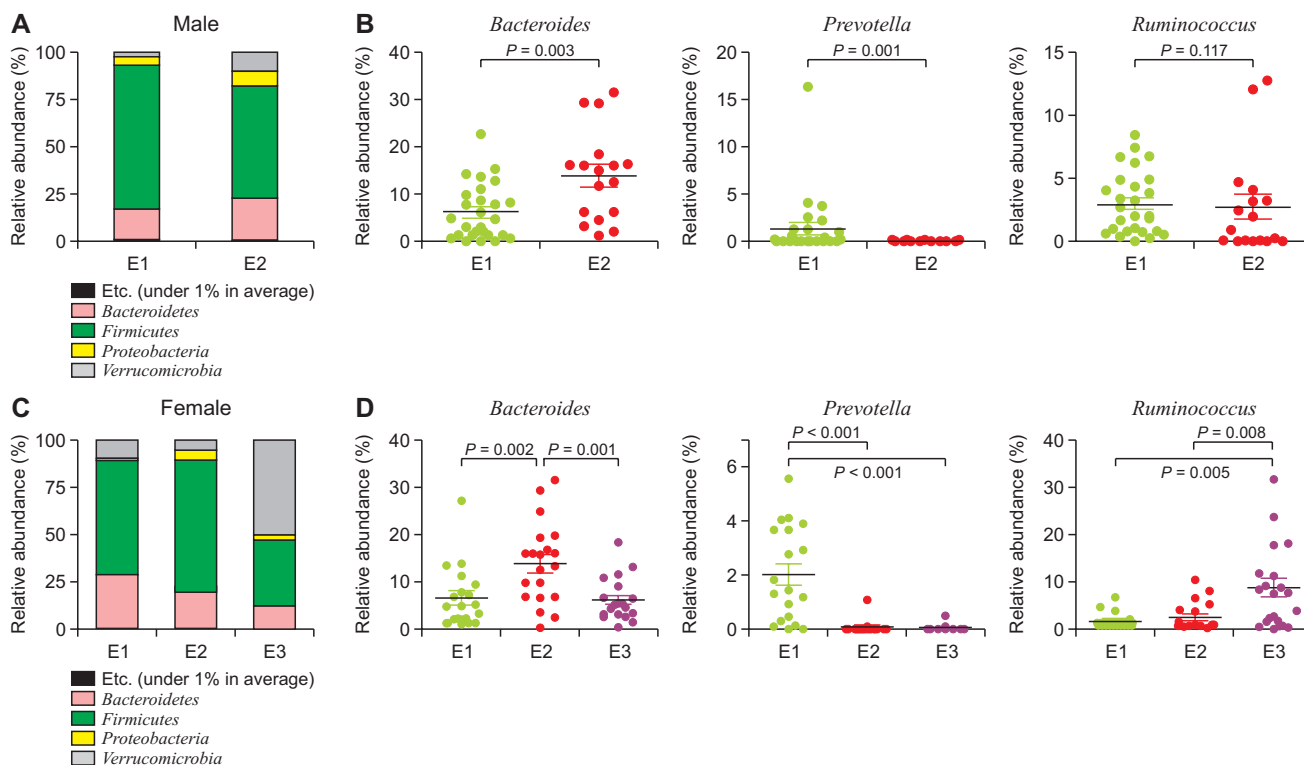 A
Male
Relative abundance (%)
100
75
50
25
0
E1
E2
Etc. (under 1% in average)
Bacteroidetes
Firmicutes
Proteobacteria
Verrucomicrobia
B
Bacteroides
P = 0.003
Relative abundance (%)
40
30
20
10
0
E1
E2
Prevotella
P = 0.001
Relative abundance (%)
20
15
10
5
0
E1
E2
Ruminococcus
P = 0.117
Relative abundance (%)
15
10
5
0
E1
E2
C
Female
Relative abundance (%)
100
75
50
25
0
E1
E2
E3
Etc. (under 1% in average)
Bacteroidetes
Firmicutes
Proteobacteria
Verrucomicrobia
D
Bacteroides
P = 0.002
P = 0.001
Relative abundance (%)
40
30
20
10
0
E1
E2
E3
Prevotella
P < 0.001
P < 0.001
Relative abundance (%)
6
4
2
0
E1
E2
E3
Ruminococcus
P = 0.008
P = 0.005
Relative abundance (%)
40
30
20
10
0
E1
E2
E3